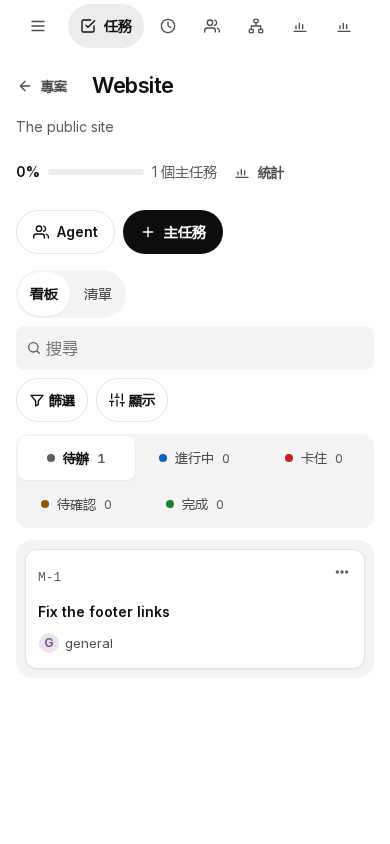 任務
專案
Website
The public site
0%
1 個主任務
統計
Agent
主任務
看板
清單
搜尋
篩選
顯示
待辦 1
進行中 0
卡住 0
待確認 0
完成 0
M-1
Fix the footer links
G general